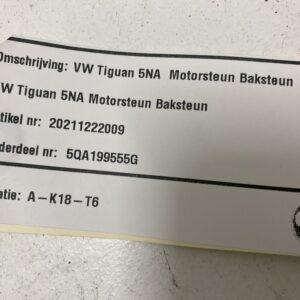 Omschrijving: VW Tiguan 5NA Motorsteun Baksteun
VW Tiguan 5NA Motorsteun Baksteun
tikel nr: 20211222009
derdeel nr: 5QA199555G
atie: A-K18-T6